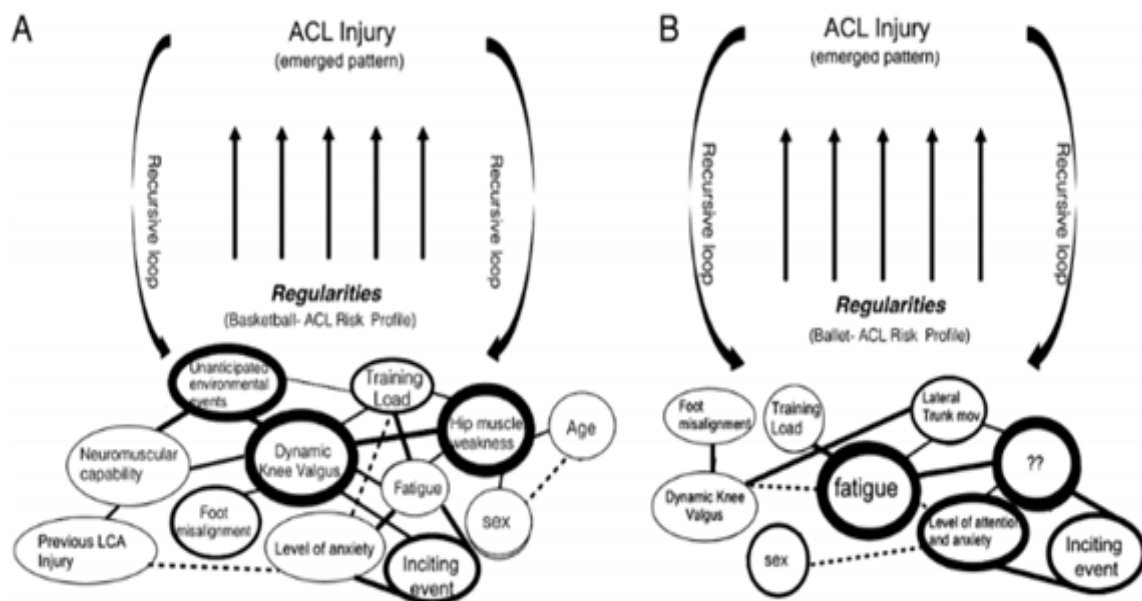 A
ACL Injury
(emerged pattern)
Recursive loop
Recursive loop
Regularities
(Basketball- ACL Risk Profile)
Unanticipated
environmental
events
Training
Load
Hip muscle
weakness
Age
Neuromuscular
capability
Dynamic
Knee Valgus
Fatigue
Foot
misalignment
sex
Previous LCA
Injury
Level of anxiety
Inciting
event
B
ACL Injury
(emerged pattern)
Recursive loop
Recursive loop
Regularities
(Ballet- ACL Risk Profile)
Foot
misalignment
Training
Load
Lateral
Trunk mov.
??
Dynamic Knee
Valgus
fatigue
Level of attention
and anxiety
sex
Inciting
event